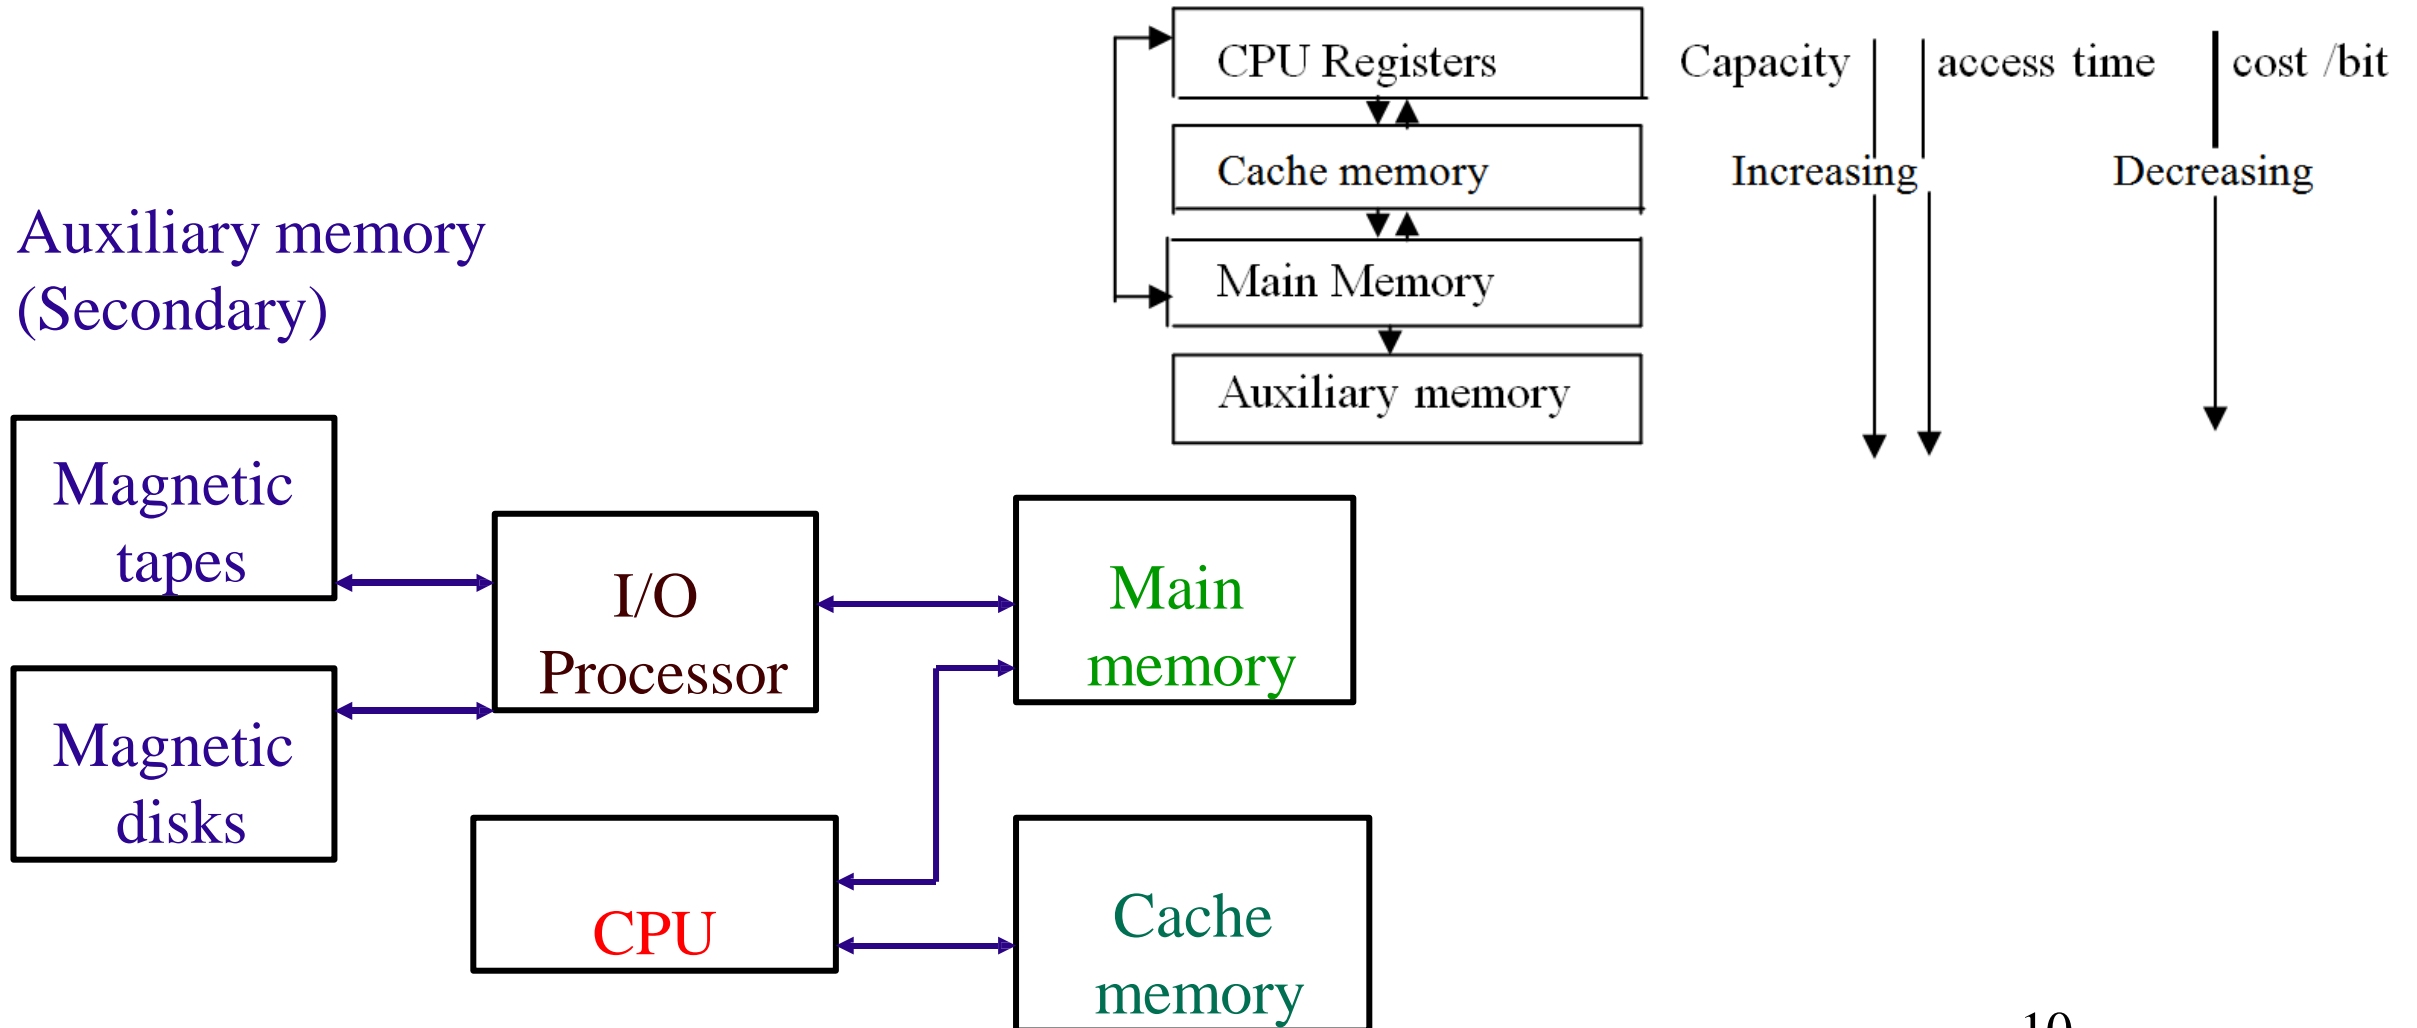 CPU Registers
Capacity
access time
cost /bit
Cache memory
Increasing
Decreasing
Main Memory
Auxiliary memory
Auxiliary memory
(Secondary)
Magnetic
tapes
I/O
Processor
Main
memory
Magnetic
disks
CPU
Cache
memory
10